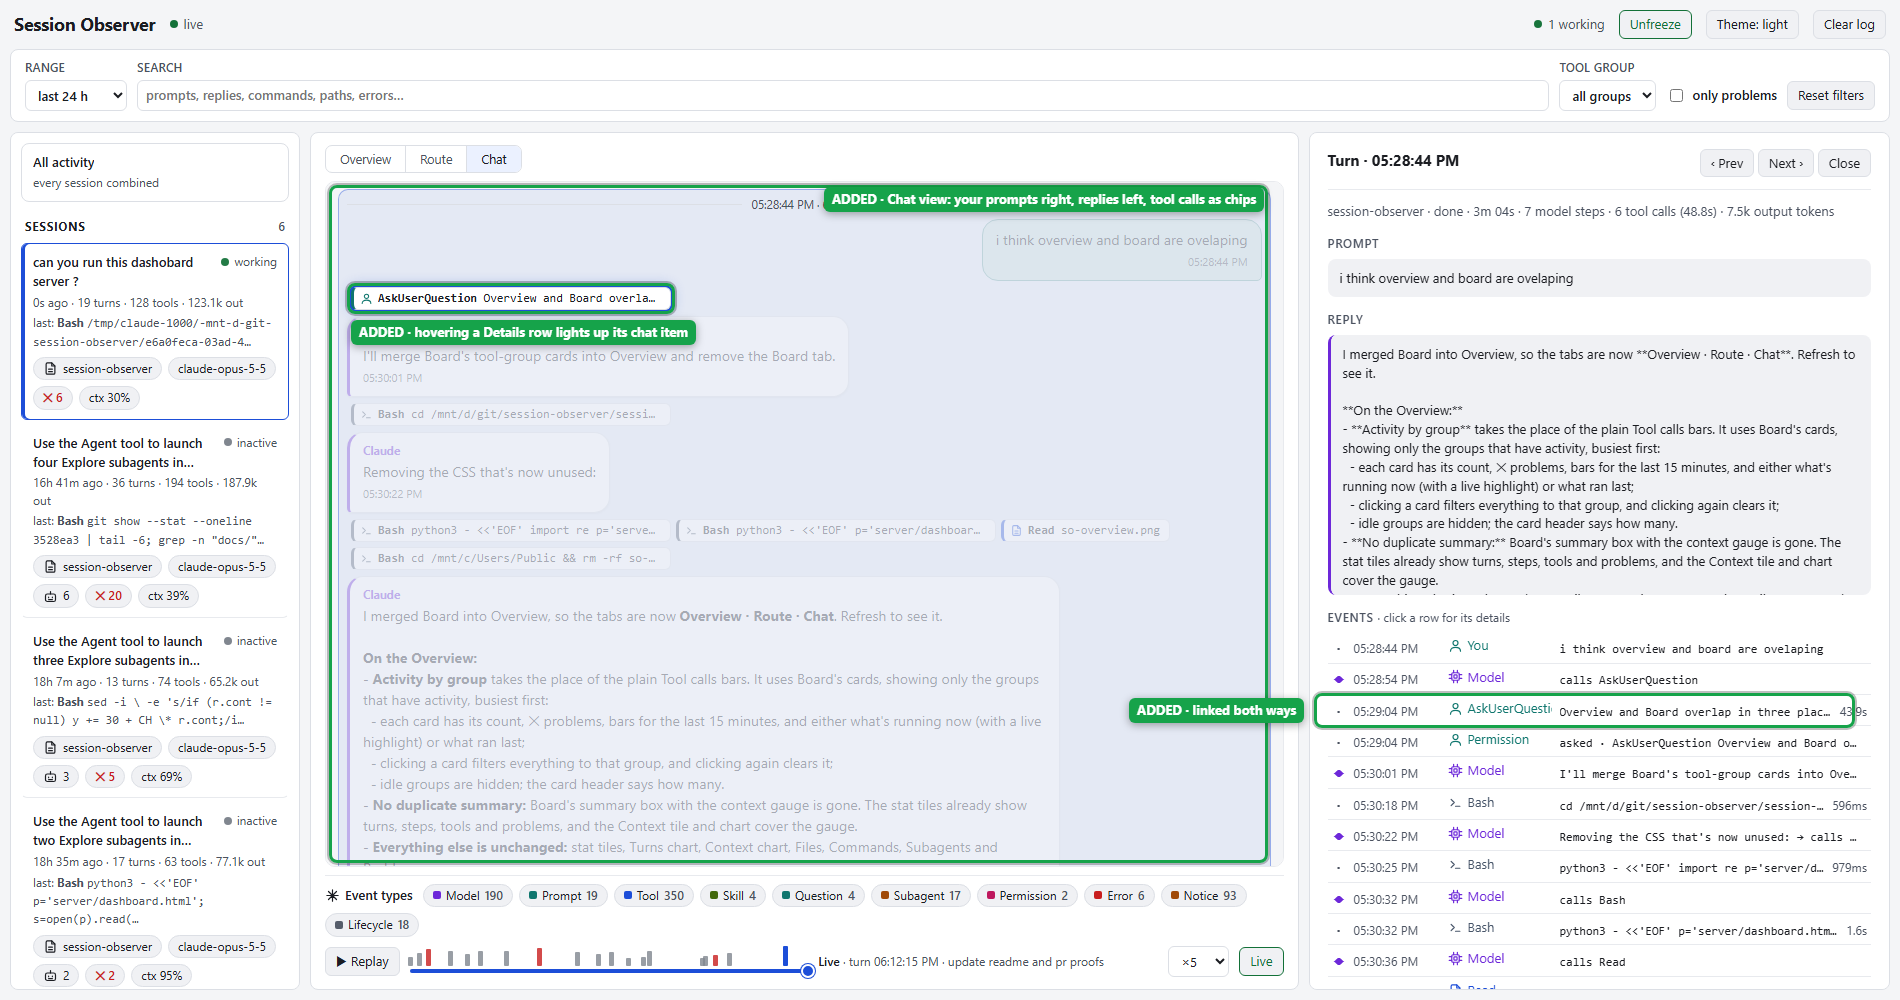 Session Observer
live
1 working
Unfreeze
Theme: light
Clear log
RANGE
SEARCH
TOOL GROUP
last 24 h
prompts, replies, commands, paths, errors...
all groups
only problems
Reset filters
All activity
every session combined
SESSIONS 6
can you run this dashobard
server ?
working
0s ago · 19 turns · 128 tools · 123.1k out
last: Bash /tmp/claude-1000/-mnt-d-git-
session-observer/e6a0feca-03ad-4…
session-observer
claude-opus-5-5
6
ctx 30%
Use the Agent tool to launch
four Explore subagents in...
inactive
16h 41m ago · 36 turns · 194 tools · 187.9k
out
last: Bash git show --stat --oneline
3528ea3 | tail -6; grep -n "docs/"…
session-observer
claude-opus-5-5
6
20
ctx 39%
Use the Agent tool to launch
three Explore subagents in...
inactive
18h 7m ago · 13 turns · 74 tools · 65.2k out
last: Bash sed -i \ -e 's/if (r.cont !=
null) y += 30 + CH \* r.cont;/i…
session-observer
claude-opus-5-5
3
5
ctx 69%
Use the Agent tool to launch
two Explore subagents in...
inactive
18h 35m ago · 17 turns · 63 tools · 77.1k out
last: Bash python3 - <<'EOF'
p='server/dashboard.html';
s=open(p).read(…
session-observer
claude-opus-5-5
2
2
ctx 95%
Overview
Route
Chat
05:28:44 PM ·
ADDED · Chat view: your prompts right, replies left, tool calls as chips
i think overview and board are ovelaping
05:28:44 PM
AskUserQuestion Overview and Board overla…
ADDED · hovering a Details row lights up its chat item
I'll merge Board's tool-group cards into Overview and remove the Board tab.
05:30:01 PM
Bash cd /mnt/d/git/session-observer/sessi…
Claude
Removing the CSS that's now unused:
05:30:22 PM
Bash python3 - <<'EOF' import re p='serve…
Bash python3 - <<'EOF' p='server/dashboar…
Read so-overview.png
Bash cd /mnt/c/Users/Public && rm -rf so-…
Claude
I merged Board into Overview, so the tabs are now Overview · Route · Chat. Refresh to see it.
On the Overview:
- Activity by group takes the place of the plain Tool calls bars. It uses Board's cards, showing only the groups
that have activity, busiest first:
- each card has its count, ✕ problems, bars for the last 15 minutes, and either what's running now (with a live
highlight) or what ran last;
- clicking a card filters everything to that group, and clicking again clears it;
- idle groups are hidden; the card header says how many.
- No duplicate summary: Board's summary box with the context gauge is gone. The stat tiles already show
turns, steps, tools and problems, and the Context tile and chart cover the gauge.
- Everything else is unchanged: stat tiles, Turns chart, Context chart, Files, Commands, Subagents and
ADDED · linked both ways
Event types
Model 190
Prompt 19
Tool 350
Skill 4
Question 4
Subagent 17
Permission 2
Error 6
Notice 93
Lifecycle 18
Replay
Live · turn 06:12:15 PM · update readme and pr proofs
×5
Live
Turn · 05:28:44 PM
‹ Prev
Next ›
Close
session-observer · done · 3m 04s · 7 model steps · 6 tool calls (48.8s) · 7.5k output tokens
PROMPT
i think overview and board are ovelaping
REPLY
I merged Board into Overview, so the tabs are now **Overview · Route · Chat**. Refresh to
see it.
**On the Overview:**
- **Activity by group** takes the place of the plain Tool calls bars. It uses Board's cards,
showing only the groups that have activity, busiest first:
- each card has its count, ✕ problems, bars for the last 15 minutes, and either what's
running now (with a live highlight) or what ran last;
- clicking a card filters everything to that group, and clicking again clears it;
- idle groups are hidden; the card header says how many.
- **No duplicate summary:** Board's summary box with the context gauge is gone. The
stat tiles already show turns, steps, tools and problems, and the Context tile and chart
cover the gauge.
EVENTS · click a row for its details
05:28:44 PM You i think overview and board are ovelaping
05:28:54 PM Model calls AskUserQuestion
05:29:04 PM AskUserQuesti Overview and Board overlap in three plac… 43.9s
05:29:04 PM Permission asked · AskUserQuestion Overview and Board o…
05:30:01 PM Model I'll merge Board's tool-group cards into Ove…
05:30:18 PM Bash cd /mnt/d/git/session-observer/session-… 596ms
05:30:22 PM Model Removing the CSS that's now unused: → calls …
05:30:25 PM Bash python3 - <<'EOF' import re p='server/d… 979ms
05:30:32 PM Model calls Bash
05:30:32 PM Bash python3 - <<'EOF' p='server/dashboard.htm… 1.6s
05:30:36 PM Model calls Read